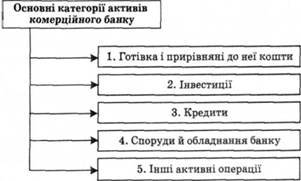 Основні категорії активів
комерційного банку
1. Готівка і прирівняні до неї кошти
2. Інвестиції
3. Кредити
4. Споруди й обладнання банку
5. Інші активні операції